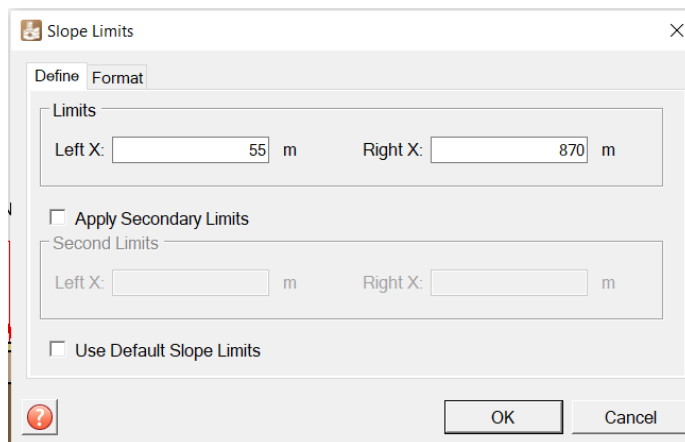 Slope Limits
Define Format
Limits
Left X: 55 m Right X: 870 m
Apply Secondary Limits
Second Limits
Left X: m Right X: m
Use Default Slope Limits
? OK Cancel